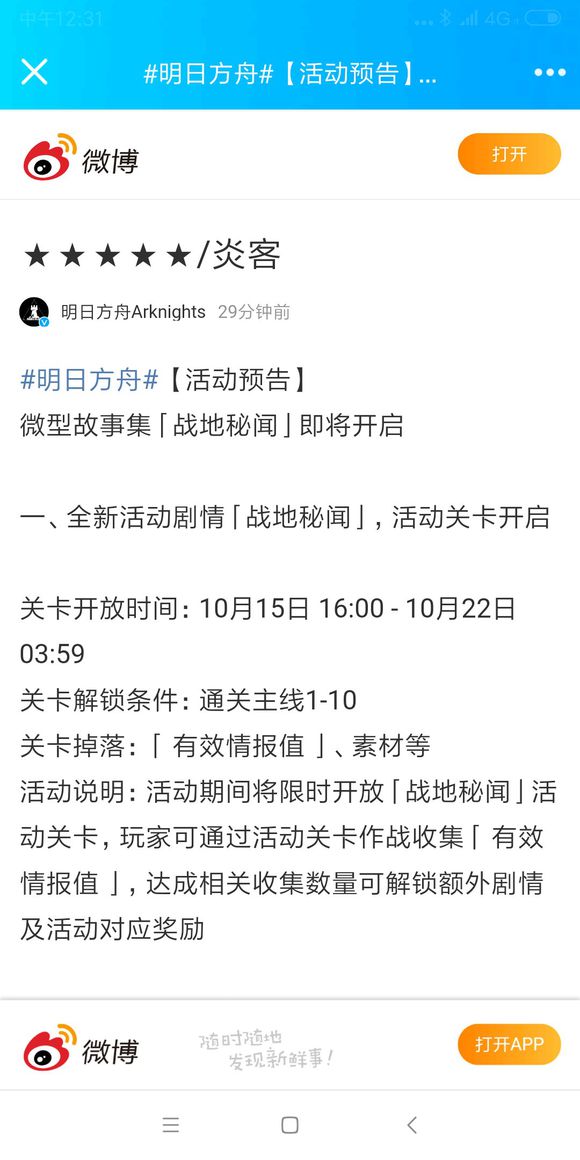 中午12:31
4G
#明日方舟#【活动预告】...
微博
打开
★★★★★/炎客
明日方舟Arknights 29分钟前
#明日方舟#【活动预告】
微型故事集「战地秘闻」即将开启
一、全新活动剧情「战地秘闻」，活动关卡开启
关卡开放时间：10月15日 16:00 - 10月22日
03:59
关卡解锁条件：通关主线1-10
关卡掉落：「 有效情报值 」、素材等
活动说明：活动期间将限时开放「战地秘闻」活
动关卡，玩家可通过活动关卡作战收集「 有效
情报值 」，达成相关收集数量可解锁额外剧情
及活动对应奖励
微博
随时随地
发现新鲜事！
打开APP